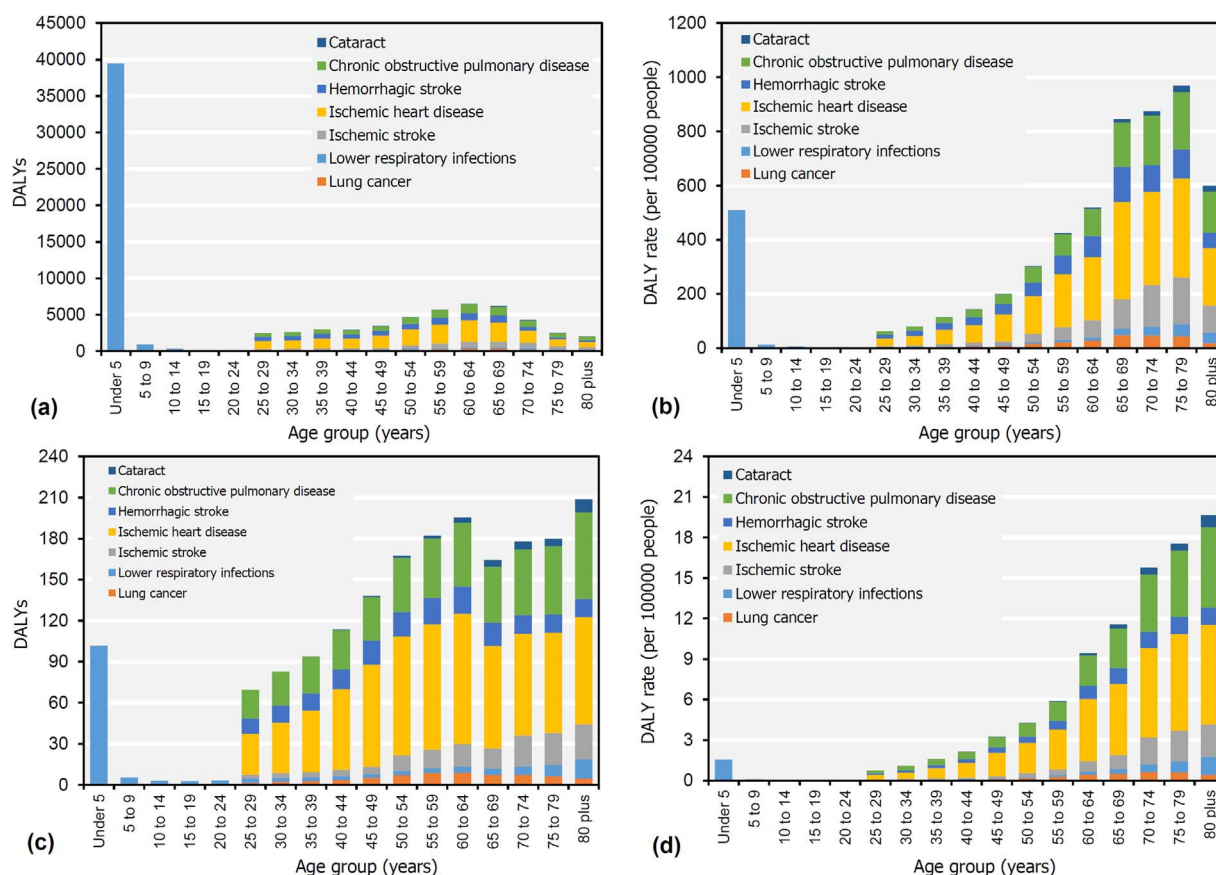 45000
40000
35000
30000
25000
20000
15000
10000
5000
0
DALYs
Cataract
Chronic obstructive pulmonary disease
Hemorrhagic stroke
Ischemic heart disease
Ischemic stroke
Lower respiratory infections
Lung cancer
Under 5
5 to 9
10 to 14
15 to 19
20 to 24
25 to 29
30 to 34
35 to 39
40 to 44
45 to 49
50 to 54
55 to 59
60 to 64
65 to 69
70 to 74
75 to 79
80 plus
(a)
Age group (years)
1200
1000
800
600
400
200
0
DALY rate (per 100000 people)
Cataract
Chronic obstructive pulmonary disease
Hemorrhagic stroke
Ischemic heart disease
Ischemic stroke
Lower respiratory infections
Lung cancer
Under 5
5 to 9
10 to 14
15 to 19
20 to 24
25 to 29
30 to 34
35 to 39
40 to 44
45 to 49
50 to 54
55 to 59
60 to 64
65 to 69
70 to 74
75 to 79
80 plus
(b)
Age group (years)
240
210
180
150
120
90
60
30
0
DALYs
Cataract
Chronic obstructive pulmonary disease
Hemorrhagic stroke
Ischemic heart disease
Ischemic stroke
Lower respiratory infections
Lung cancer
Under 5
5 to 9
10 to 14
15 to 19
20 to 24
25 to 29
30 to 34
35 to 39
40 to 44
45 to 49
50 to 54
55 to 59
60 to 64
65 to 69
70 to 74
75 to 79
80 plus
(c)
Age group (years)
24
21
18
15
12
9
6
3
0
DALY rate (per 100000 people)
Cataract
Chronic obstructive pulmonary disease
Hemorrhagic stroke
Ischemic heart disease
Ischemic stroke
Lower respiratory infections
Lung cancer
Under 5
5 to 9
10 to 14
15 to 19
20 to 24
25 to 29
30 to 34
35 to 39
40 to 44
45 to 49
50 to 54
55 to 59
60 to 64
65 to 69
70 to 74
75 to 79
80 plus
(d)
Age group (years)